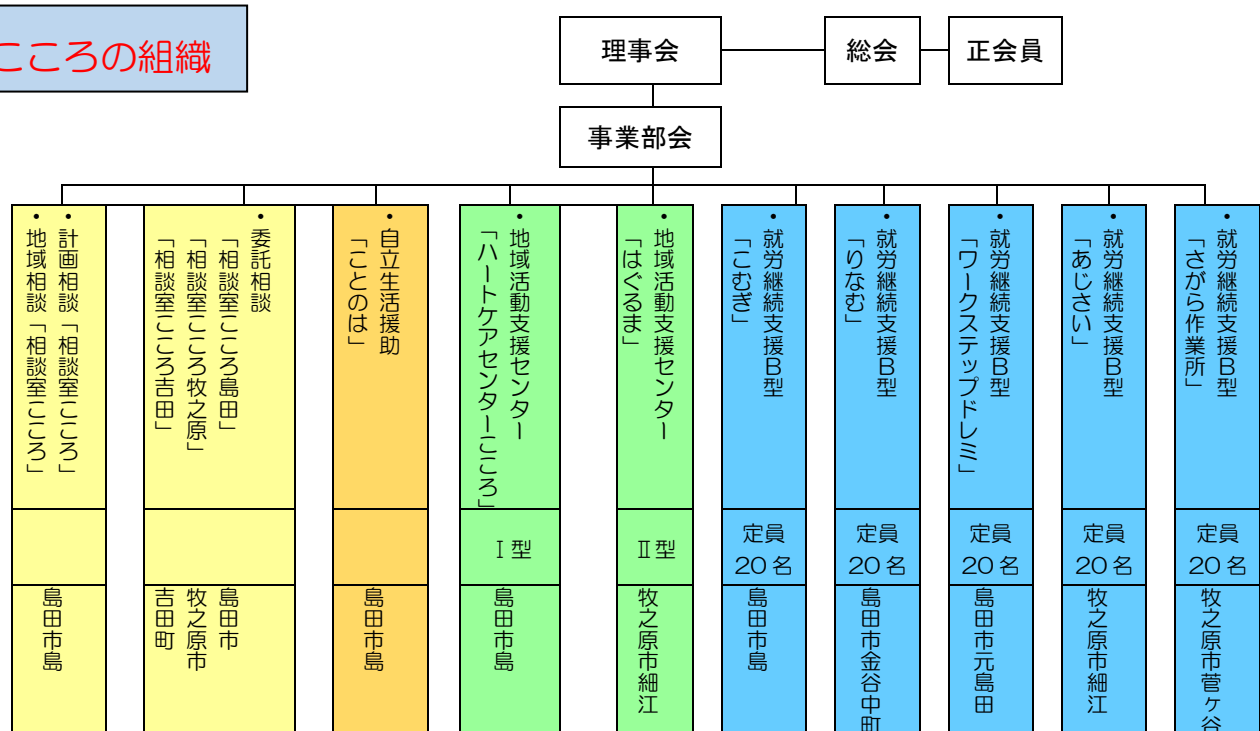 こころの組織
理事会
総会
正会員
事業部会
・計画相談「相談室こころ」
・地域相談「相談室こころ」
島田市島
・委託相談
「相談室こころ島田」
「相談室こころ牧之原」
「相談室こころ吉田」
島田市
牧之原市
吉田町
・自立生活援助
「ことのは」
島田市島
・地域活動支援センター
「ハートケアセンターこころ」
Ⅰ型
島田市島
・地域活動支援センター
「はぐるま」
Ⅱ型
牧之原市細江
・就労継続支援B型
「こむぎ」
定員
20名
島田市島
・就労継続支援B型
「りなむ」
定員
20名
島田市金谷中町
・就労継続支援B型
「ワークステップドレミ」
定員
20名
島田市元島田
・就労継続支援B型
「あじさい」
定員
20名
牧之原市細江
・就労継続支援B型
「さがら作業所」
定員
20名
牧之原市菅ヶ谷